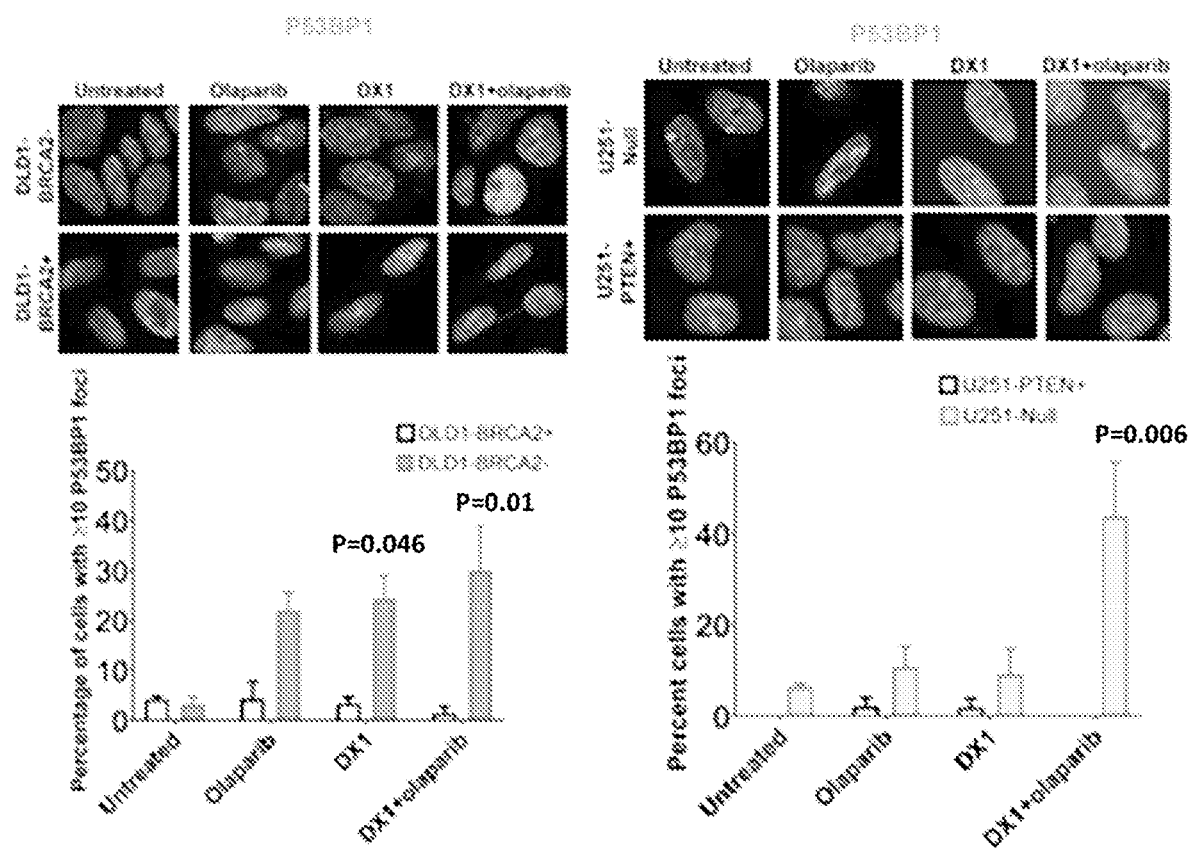 P53BP1
Untreated Olaparib DX1 DX1+olaparib
DLD1-
BRCA2-
DLD1-
BRCA2+
Percentage of cells with ≥10 P53BP1 foci
DLD1-BRCA2+
DLD1-BRCA2-
50
40
30
20
10
0
P=0.046
P=0.01
Untreated
Olaparib
DX1
DX1+olaparib
P53BP1
Untreated Olaparib DX1 DX1+olaparib
U251-
Null
U251-
PTEN+
Percent cells with ≥10 P53BP1 foci
U251-PTEN+
U251-Null
60
40
20
0
P=0.006
Untreated
Olaparib
DX1
DX1+olaparib